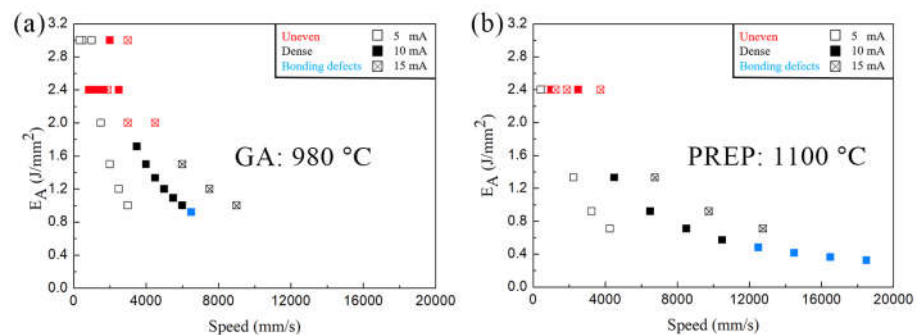 (a)
3.2
2.8
2.4
2.0
1.6
1.2
0.8
0.4
0.0
E_A (J/mm²)
Uneven 5 mA
Dense 10 mA
Bonding defects 15 mA
GA: 980 °C
0 4000 8000 12000 16000 20000
Speed (mm/s)
(b)
3.2
2.8
2.4
2.0
1.6
1.2
0.8
0.4
0.0
E_A (J/mm²)
Uneven 5 mA
Dense 10 mA
Bonding defects 15 mA
PREP: 1100 °C
0 4000 8000 12000 16000 20000
Speed (mm/s)